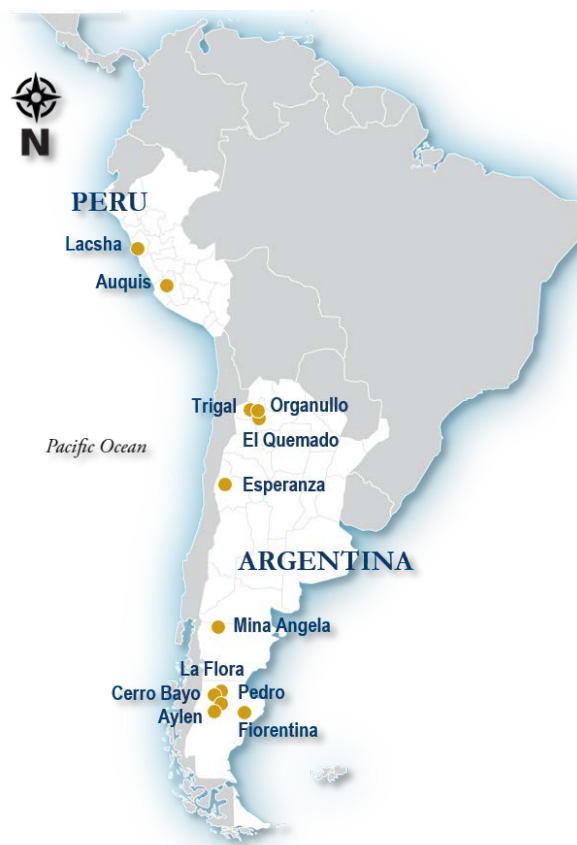 N
PERU
Lacsha
Auquis
Trigal
Organullo
El Quemado
Pacific Ocean
Esperanza
ARGENTINA
Mina Angela
La Flora
Cerro Bayo
Pedro
Aylen
Fiorentina